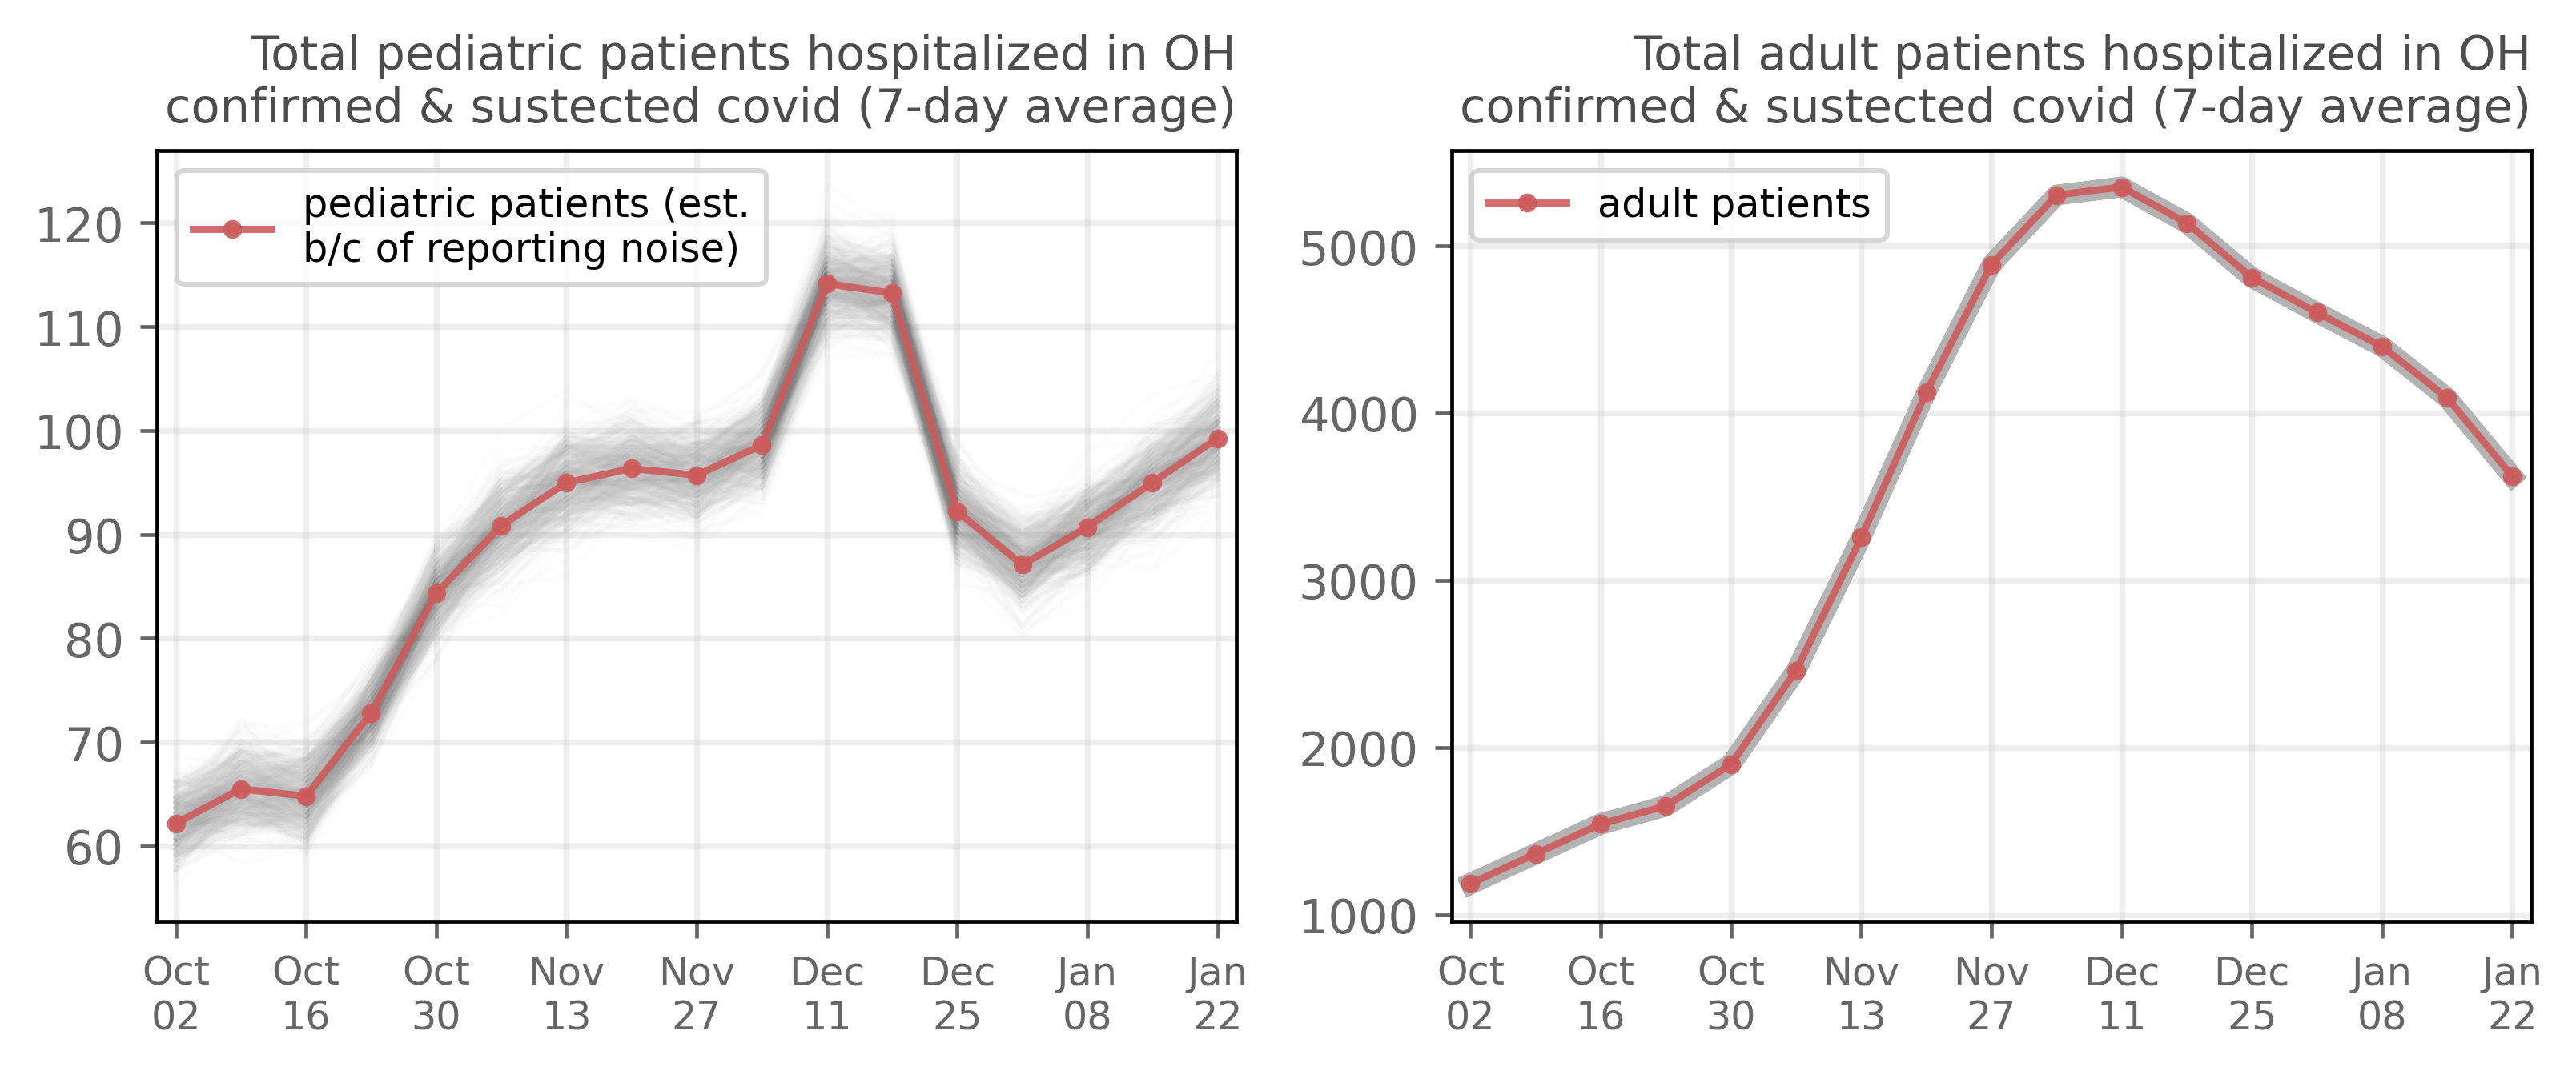 Total pediatric patients hospitalized in OH
confirmed & sustected covid (7-day average)
pediatric patients (est.
b/c of reporting noise)
120
110
100
90
80
70
60
Oct
02
Oct
16
Oct
30
Nov
13
Nov
27
Dec
11
Dec
25
Jan
08
Jan
22
Total adult patients hospitalized in OH
confirmed & sustected covid (7-day average)
adult patients
5000
4000
3000
2000
1000
Oct
02
Oct
16
Oct
30
Nov
13
Nov
27
Dec
11
Dec
25
Jan
08
Jan
22